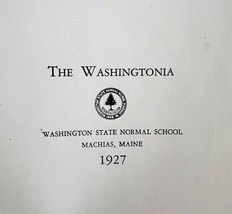 THE WASHINGTONIA
WASHINGTON STATE NORMAL SCHOOL
MACHIAS, MAINE
1927